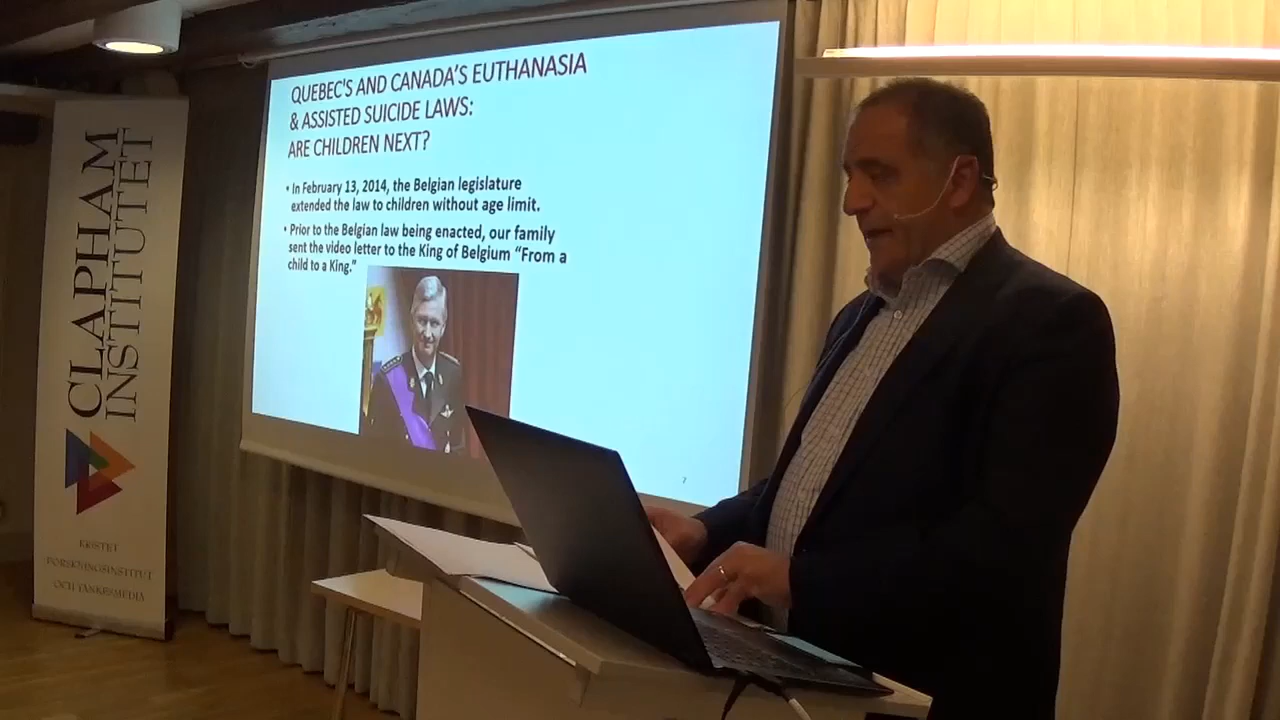 QUEBEC'S AND CANADA'S EUTHANASIA
& ASSISTED SUICIDE LAWS:
ARE CHILDREN NEXT?
• In February 13, 2014, the Belgian legislature
extended the law to children without age limit.
• Prior to the Belgian law being enacted, our family
sent the video letter to the King of Belgium "From a
child to a King."
7
CLAPHAM
INSTITUTET
KRISTET
FORSKNINGSINSTITUT
OCH TANKESMEDJA